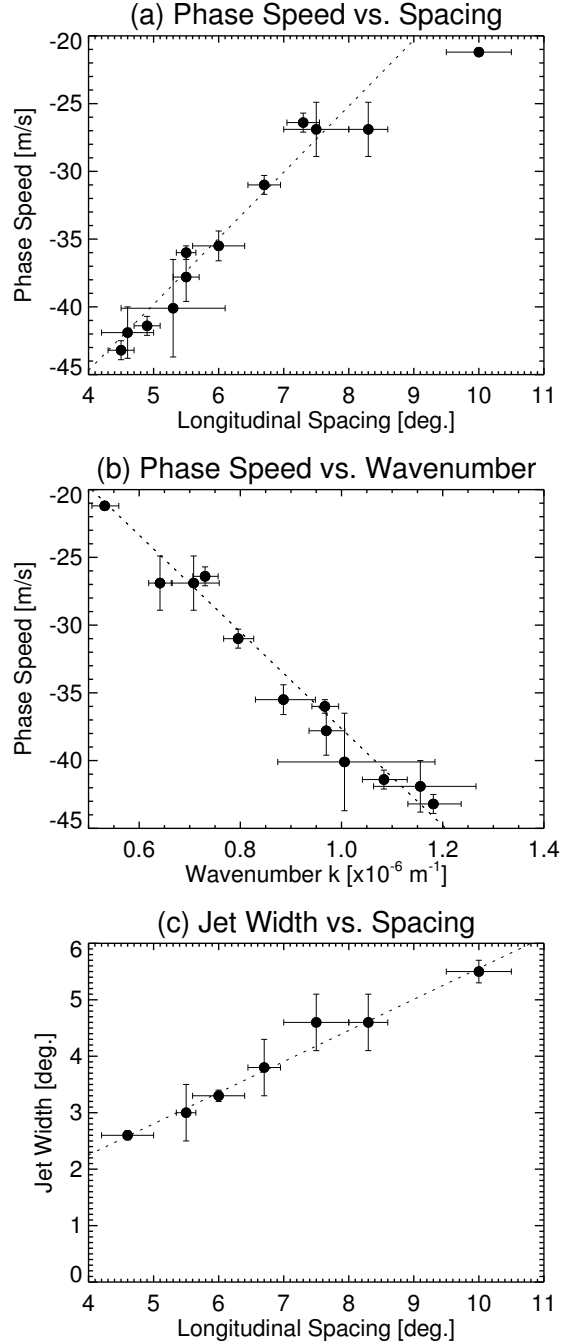 (a) Phase Speed vs. Spacing
-20
-25
-30
-35
-40
-45
Phase Speed [m/s]
4 5 6 7 8 9 10 11
Longitudinal Spacing [deg.]
(b) Phase Speed vs. Wavenumber
-20
-25
-30
-35
-40
-45
Phase Speed [m/s]
0.6 0.8 1.0 1.2 1.4
Wavenumber k [x10⁻⁶ m⁻¹]
(c) Jet Width vs. Spacing
6
5
4
3
2
1
0
Jet Width [deg.]
4 5 6 7 8 9 10 11
Longitudinal Spacing [deg.]